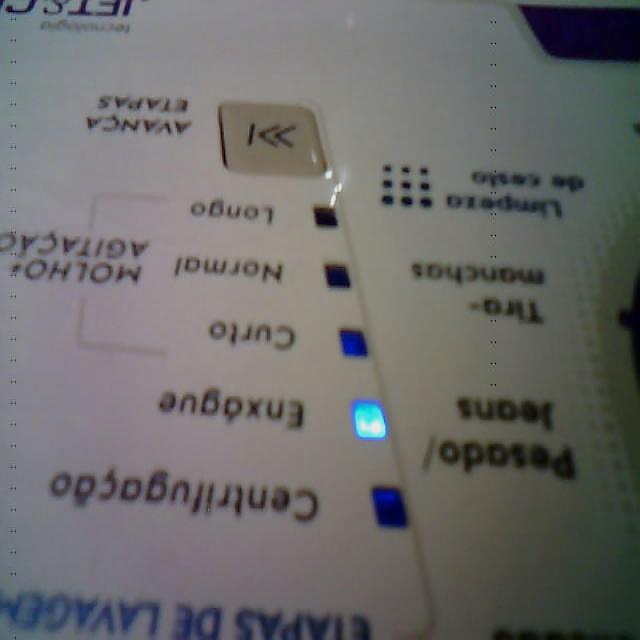 Pesado/
Jeans
Tira-
manchas
Limpeza
de cesto
ETAPAS DE LAVAGEM
Centrifugação
Enxágue
Curto
Normal
Longo
MOLHO+
AGITAÇÃO
AVANÇA
ETAPAS
tecnologia